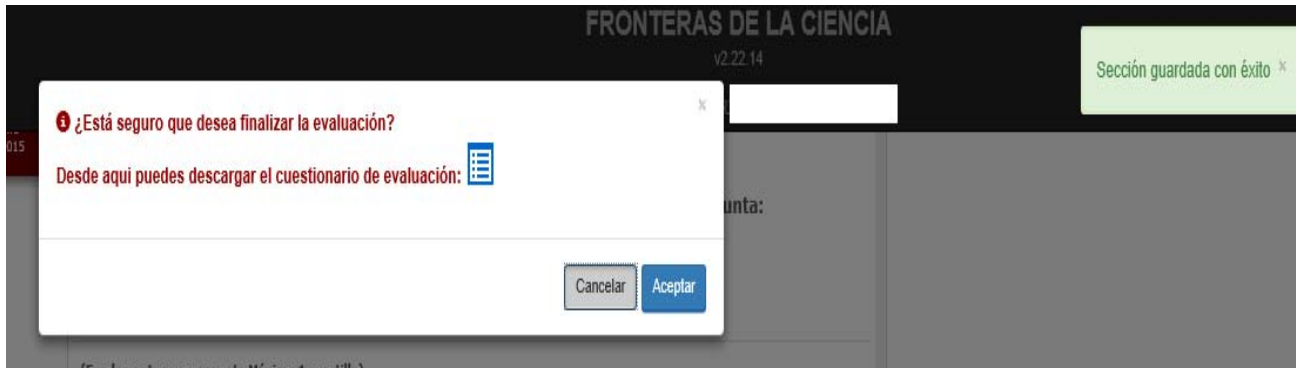 FRONTERAS DE LA CIENCIA
v2.22.14
Sección guardada con éxito ×
¿Está seguro que desea finalizar la evaluación?
Desde aqui puedes descargar el cuestionario de evaluación:
015
unta:
Cancelar
Aceptar